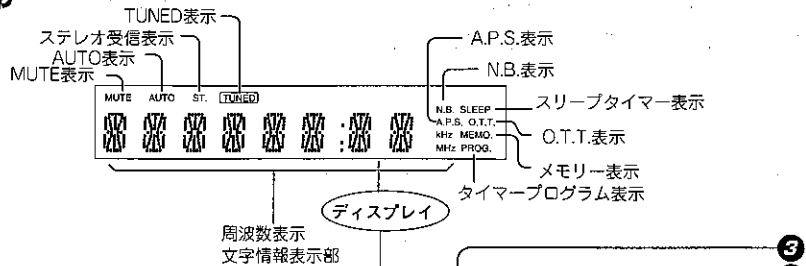 TUNED表示
ステレオ受信表示
AUTO表示
MUTE表示
A.P.S.表示
N.B.表示
MUTE AUTO ST. TUNED
N.B. SLEEP
A.P.S. O.T.T.
kHz MEMO.
MHz PROG.
スリープタイマー表示
O.T.T.表示
メモリー表示
タイマープログラム表示
ディスプレイ
周波数表示
文字情報表示部
3